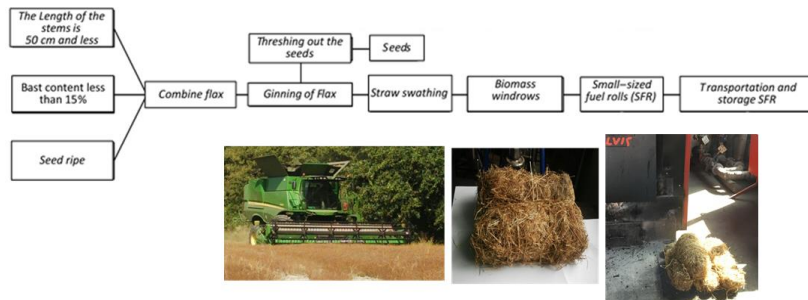 The Length of the
stems is
50 cm and less
Bast content less
than 15%
Seed ripe
Combine flax
Threshing out the
seeds
Seeds
Ginning of Flax
Straw swathing
Biomass
windrows
Small–sized
fuel rolls (SFR)
Transportation and
storage SFR